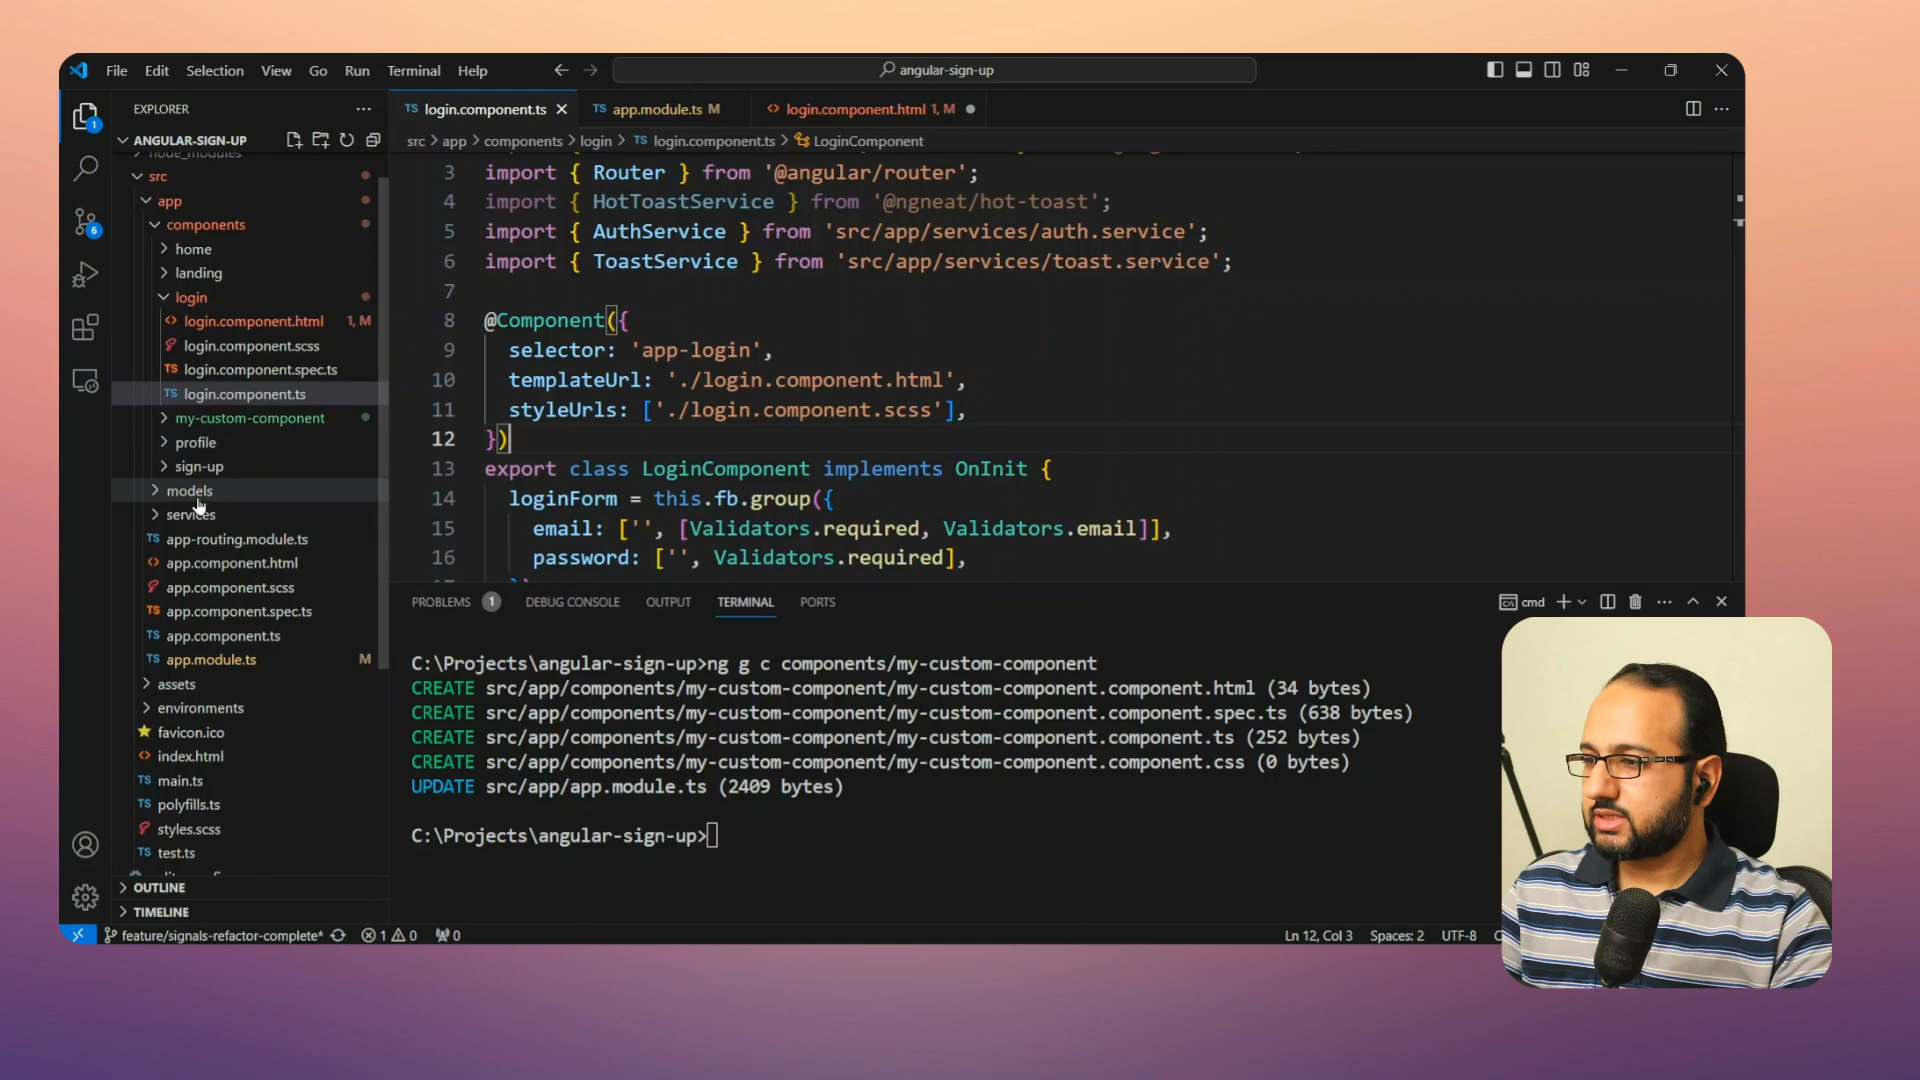 File Edit Selection View Go Run Terminal Help
angular-sign-up
EXPLORER
ANGULAR-SIGN-UP
node_modules
src
app
components
home
landing
login
login.component.html 1, M
login.component.scss
login.component.spec.ts
login.component.ts
my-custom-component
profile
sign-up
models
services
app-routing.module.ts
app.component.html
app.component.scss
app.component.spec.ts
app.component.ts
app.module.ts M
assets
environments
favicon.ico
index.html
main.ts
polyfills.ts
styles.scss
test.ts
OUTLINE
TIMELINE
1
6
TS login.component.ts
TS app.module.ts M
login.component.html 1, M
src > app > components > login > TS login.component.ts > LoginComponent
3 import { Router } from '@angular/router';
4 import { HotToastService } from '@ngneat/hot-toast';
5 import { AuthService } from 'src/app/services/auth.service';
6 import { ToastService } from 'src/app/services/toast.service';
7
8 @Component({
9 selector: 'app-login',
10 templateUrl: './login.component.html',
11 styleUrls: ['./login.component.scss'],
12 })
13 export class LoginComponent implements OnInit {
14 loginForm = this.fb.group({
15 email: ['', [Validators.required, Validators.email]],
16 password: ['', Validators.required],
PROBLEMS 1 DEBUG CONSOLE OUTPUT TERMINAL PORTS
cmd
C:\Projects\angular-sign-up>ng g c components/my-custom-component
CREATE src/app/components/my-custom-component/my-custom-component.component.html (34 bytes)
CREATE src/app/components/my-custom-component/my-custom-component.component.spec.ts (638 bytes)
CREATE src/app/components/my-custom-component/my-custom-component.component.ts (252 bytes)
CREATE src/app/components/my-custom-component/my-custom-component.component.css (0 bytes)
UPDATE src/app/app.module.ts (2409 bytes)
C:\Projects\angular-sign-up>
feature/signals-refactor-complete* 1 0 0
Ln 12, Col 3 Spaces: 2 UTF-8